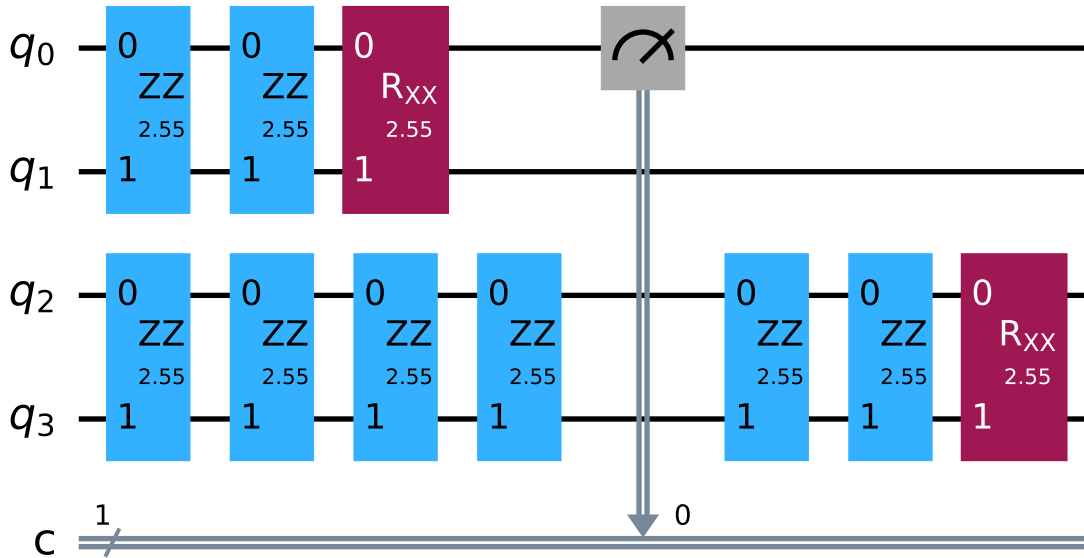 q0 0 0 0
ZZ ZZ RXX
2.55 2.55 2.55
q1 1 1 1
q2 0 0 0 0 0 0 0
ZZ ZZ ZZ ZZ ZZ ZZ RXX
2.55 2.55 2.55 2.55 2.55 2.55 2.55
q3 1 1 1 1 1 1 1
1 0
c